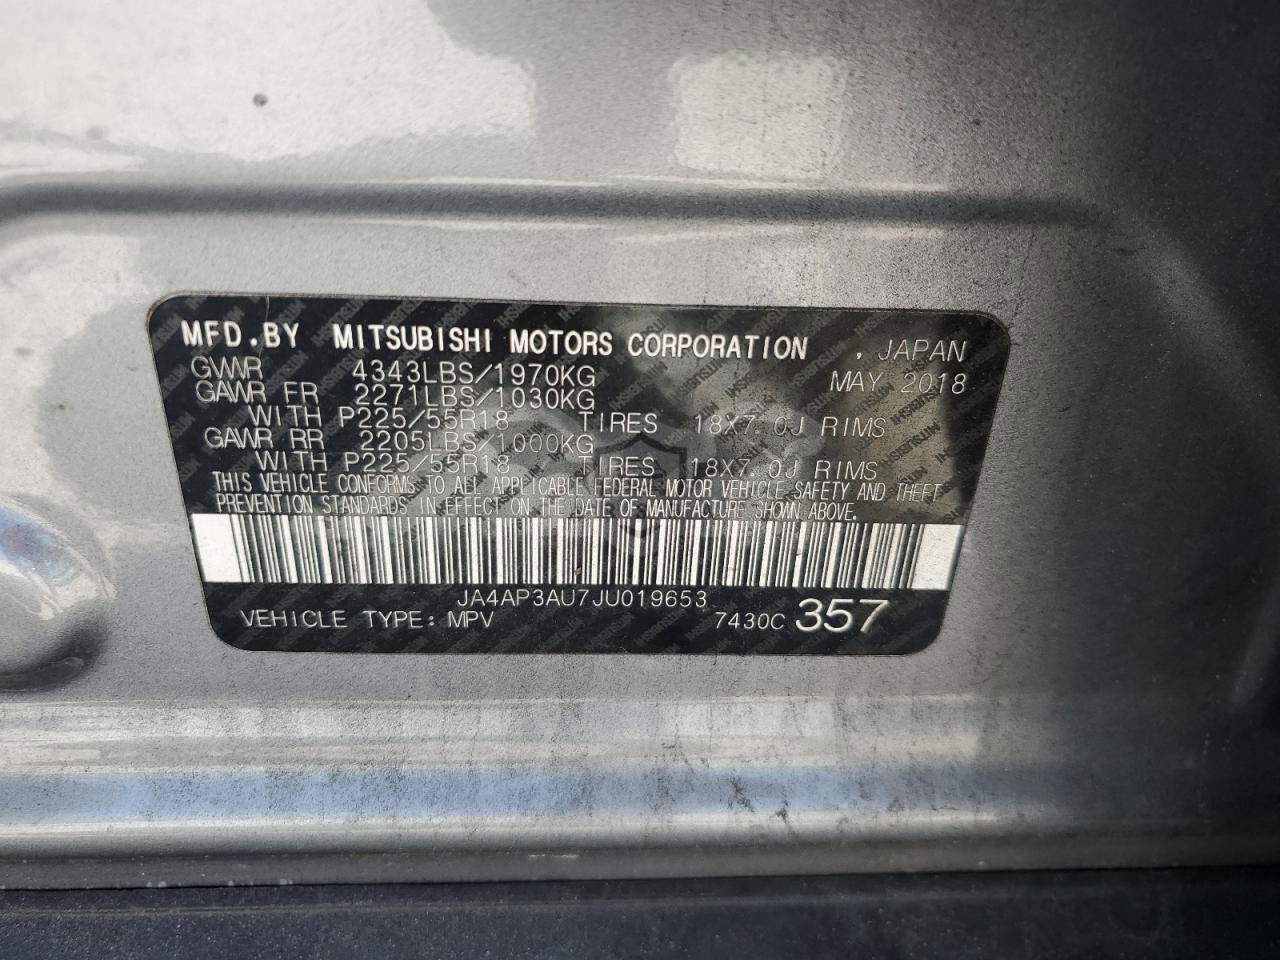 MFD.BY MITSUBISHI MOTORS CORPORATION , JAPAN
GVWR 4343LBS/1970KG MAY 2018
GAWR FR 2271LBS/1030KG
WITH P225/55R18 TIRES 18X7.0J RIMS
GAWR RR 2205LBS/1000KG
WITH P225/55R18 TIRES 18X7.0J RIMS
THIS VEHICLE CONFORMS TO ALL APPLICABLE FEDERAL MOTOR VEHICLE SAFETY AND THEFT
PREVENTION STANDARDS IN EFFECT ON THE DATE OF MANUFACTURE SHOWN ABOVE.
JA4AP3AU7JU019653
VEHICLE TYPE: MPV 7430C 357